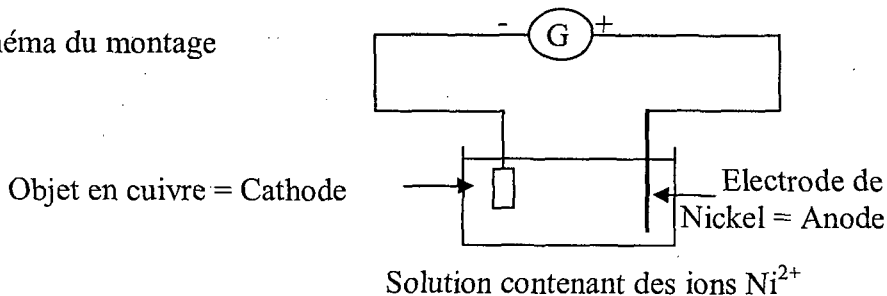 éma du montage
- G +
Objet en cuivre = Cathode
Electrode de
Nickel = Anode
Solution contenant des ions Ni²⁺